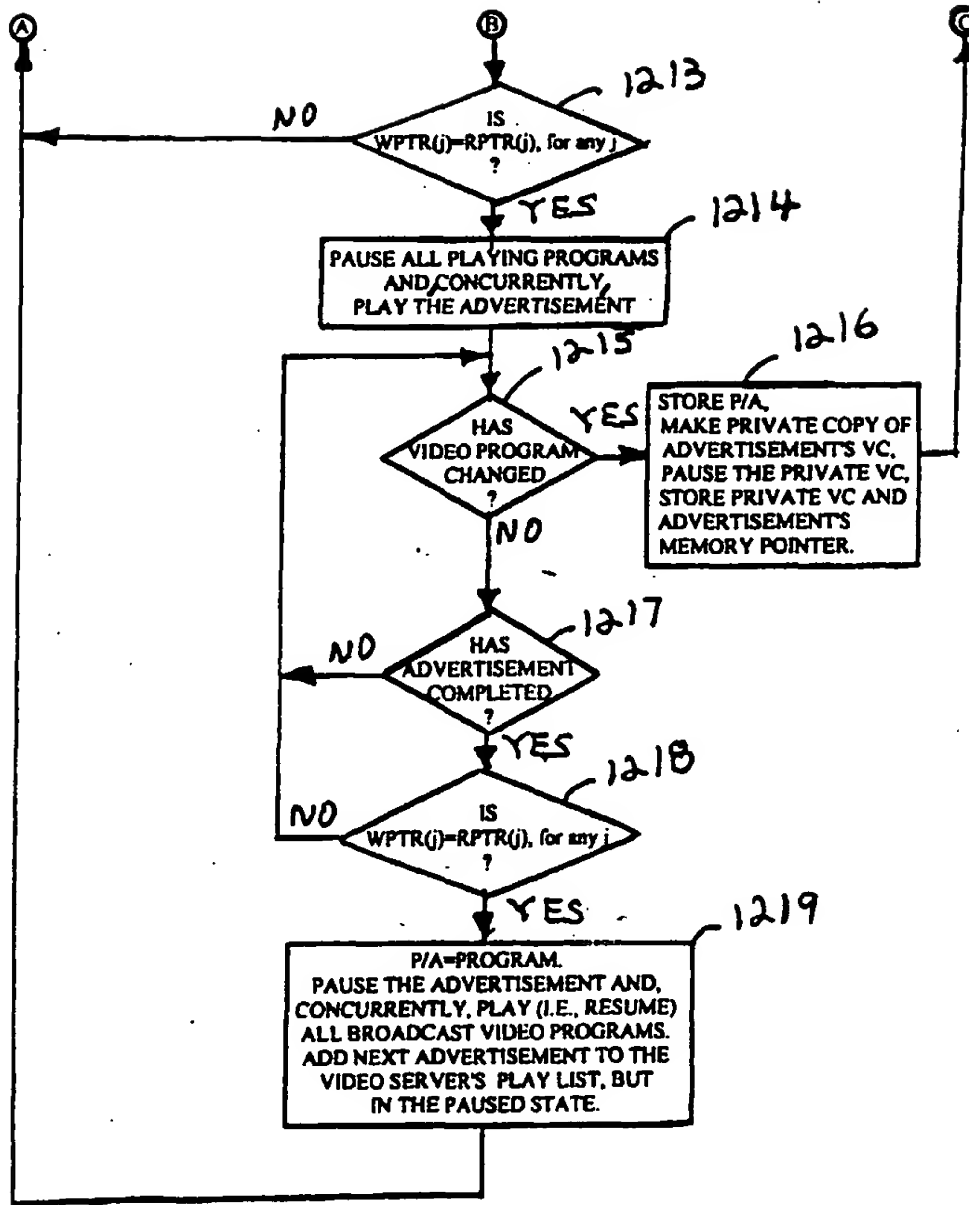 A
B
C
1213
NO
IS
WPTR(j)=RPTR(j), for any j
?
YES
1214
PAUSE ALL PLAYING PROGRAMS
AND, CONCURRENTLY,
PLAY THE ADVERTISEMENT
1215
HAS
VIDEO PROGRAM
CHANGED
?
YES
1216
STORE P/A,
MAKE PRIVATE COPY OF
ADVERTISEMENT'S VC,
PAUSE THE PRIVATE VC,
STORE PRIVATE VC AND
ADVERTISEMENT'S
MEMORY POINTER.
NO
1217
NO
HAS
ADVERTISEMENT
COMPLETED
?
YES
1218
NO
IS
WPTR(j)=RPTR(j), for any j
?
YES
1219
P/A=PROGRAM.
PAUSE THE ADVERTISEMENT AND,
CONCURRENTLY, PLAY (I.E., RESUME)
ALL BROADCAST VIDEO PROGRAMS.
ADD NEXT ADVERTISEMENT TO THE
VIDEO SERVER'S PLAY LIST, BUT
IN THE PAUSED STATE.